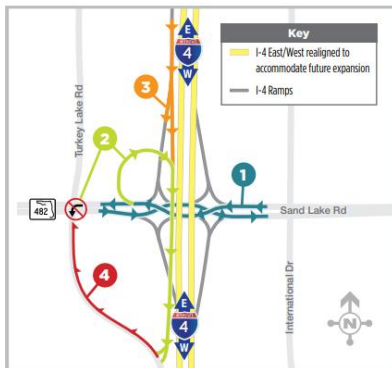 Key
I-4 East/West realigned to
accommodate future expansion
I-4 Ramps
E
4
W
3
Turkey Lake Rd
2
1
482
Sand Lake Rd
4
International Dr
E
4
W
N